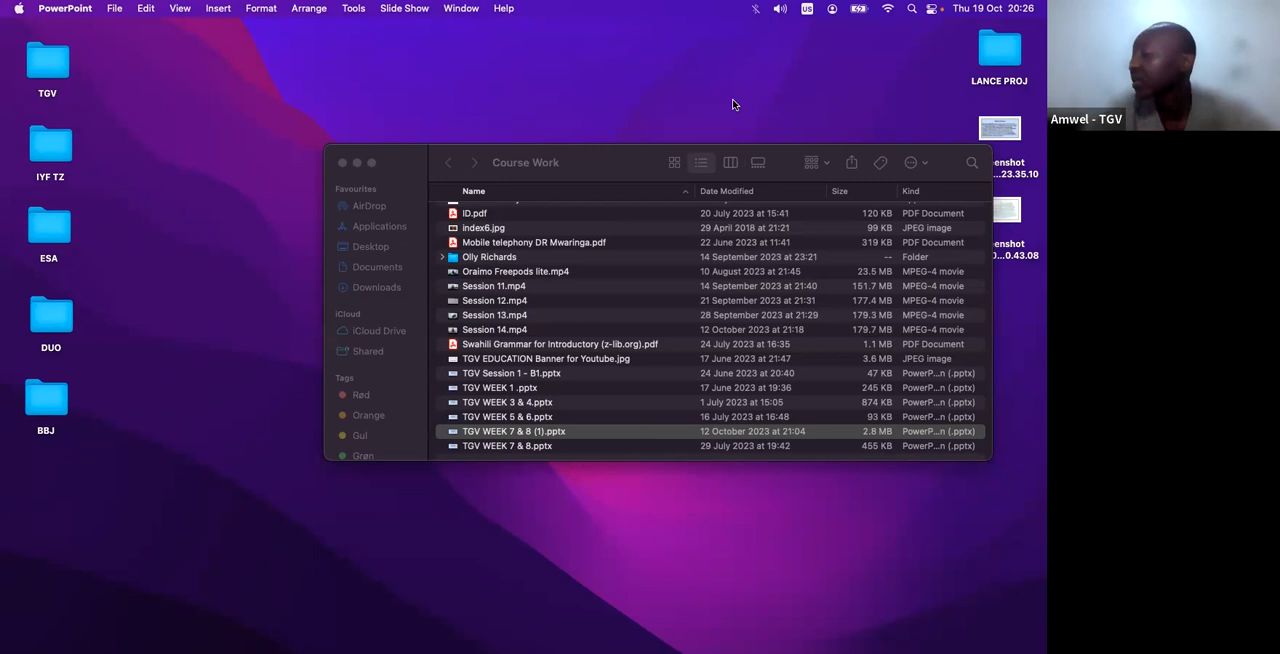 PowerPoint File Edit View Insert Format Arrange Tools Slide Show Window Help US 62 Thu 19 Oct 20:26
TGV
IYF TZ
ESA
DUO
BBJ
LANCE PROJ
enshot
...23.35.10
enshot
...0.43.08
Amwel - TGV
Course Work
Favourites
AirDrop
Applications
Desktop
Documents
Downloads
iCloud
iCloud Drive
Shared
Tags
Rød
Orange
Gul
Grøn
Name Date Modified Size Kind
ID.pdf 20 July 2023 at 15:41 120 KB PDF Document
index6.jpg 29 April 2018 at 21:21 99 KB JPEG image
Mobile telephony DR Mwaringa.pdf 22 June 2023 at 11:41 319 KB PDF Document
Olly Richards 14 September 2023 at 23:21 -- Folder
Oraimo Freepods lite.mp4 10 August 2023 at 21:45 23.5 MB MPEG-4 movie
Session 11.mp4 14 September 2023 at 21:40 151.7 MB MPEG-4 movie
Session 12.mp4 21 September 2023 at 21:31 177.4 MB MPEG-4 movie
Session 13.mp4 28 September 2023 at 21:29 179.3 MB MPEG-4 movie
Session 14.mp4 12 October 2023 at 21:18 179.7 MB MPEG-4 movie
Swahili Grammar for Introductory (z-lib.org).pdf 24 July 2023 at 16:35 1.1 MB PDF Document
TGV EDUCATION Banner for Youtube.jpg 17 June 2023 at 21:47 3.6 MB JPEG image
TGV Session 1 - B1.pptx 24 June 2023 at 20:40 47 KB PowerP...n (.pptx)
TGV WEEK 1 .pptx 17 June 2023 at 19:36 245 KB PowerP...n (.pptx)
TGV WEEK 3 & 4.pptx 1 July 2023 at 15:05 874 KB PowerP...n (.pptx)
TGV WEEK 5 & 6.pptx 16 July 2023 at 16:48 93 KB PowerP...n (.pptx)
TGV WEEK 7 & 8 (1).pptx 12 October 2023 at 21:04 2.8 MB PowerP...n (.pptx)
TGV WEEK 7 & 8.pptx 29 July 2023 at 19:42 455 KB PowerP...n (.pptx)